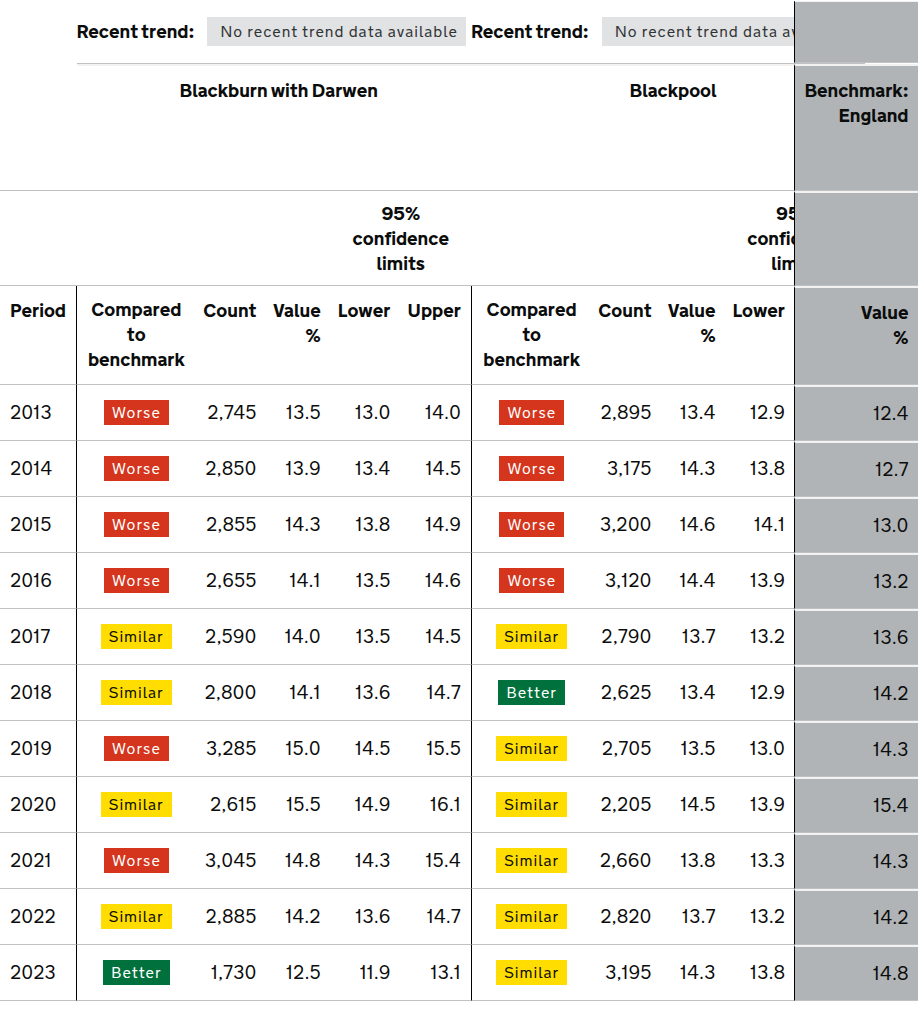 Recent trend: No recent trend data available Recent trend: No recent trend data av
Blackburn with Darwen Blackpool Benchmark:
England
95% 95
confidence confid
limits lim
Period Compared Count Value Lower Upper Compared Count Value Lower Value
to % to % %
benchmark benchmark
2013 Worse 2,745 13.5 13.0 14.0 Worse 2,895 13.4 12.9 12.4
2014 Worse 2,850 13.9 13.4 14.5 Worse 3,175 14.3 13.8 12.7
2015 Worse 2,855 14.3 13.8 14.9 Worse 3,200 14.6 14.1 13.0
2016 Worse 2,655 14.1 13.5 14.6 Worse 3,120 14.4 13.9 13.2
2017 Similar 2,590 14.0 13.5 14.5 Similar 2,790 13.7 13.2 13.6
2018 Similar 2,800 14.1 13.6 14.7 Better 2,625 13.4 12.9 14.2
2019 Worse 3,285 15.0 14.5 15.5 Similar 2,705 13.5 13.0 14.3
2020 Similar 2,615 15.5 14.9 16.1 Similar 2,205 14.5 13.9 15.4
2021 Worse 3,045 14.8 14.3 15.4 Similar 2,660 13.8 13.3 14.3
2022 Similar 2,885 14.2 13.6 14.7 Similar 2,820 13.7 13.2 14.2
2023 Better 1,730 12.5 11.9 13.1 Similar 3,195 14.3 13.8 14.8